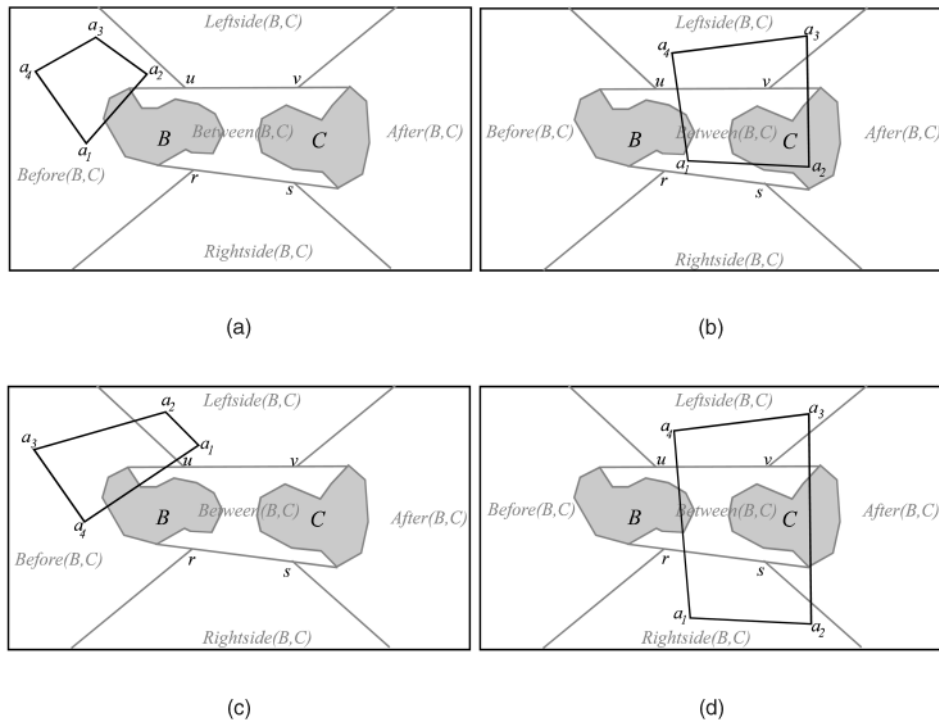 Leftside(B,C)
a3
a4
a2
u
v
B
Between(B,C)
C
After(B,C)
a1
Before(B,C)
r
s
Rightside(B,C)
(a)
Leftside(B,C)
a3
a4
u
v
Before(B,C)
B
Between(B,C)
C
After(B,C)
a1
a2
r
s
Rightside(B,C)
(b)
Leftside(B,C)
a2
a3
a1
u
v
B
Between(B,C)
C
After(B,C)
a4
Before(B,C)
r
s
Rightside(B,C)
(c)
Leftside(B,C)
a3
a4
u
v
Before(B,C)
B
Between(B,C)
C
After(B,C)
r
s
a1
a2
Rightside(B,C)
(d)